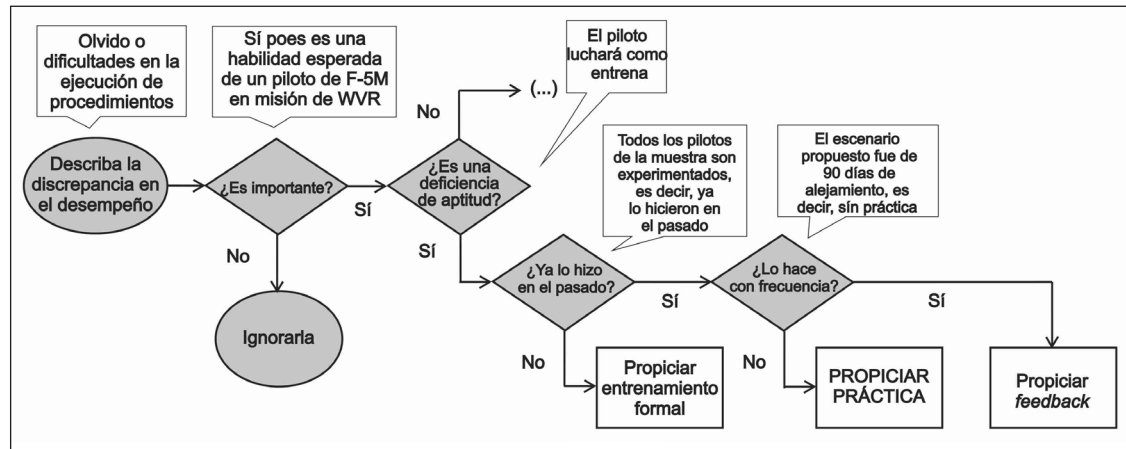 Olvido o
dificultades en la
ejecución de
procedimientos
Sí poes es una
habilidad esperada
de un piloto de F-5M
en misión de WVR
El piloto
luchará como
entrena
No
(...)
Describa la
discrepancia en
el desempeño
¿Es importante?
Sí
¿Es una
deficiencia
de aptitud?
Todos los pilotos
de la muestra son
experimentados,
es decir, ya
lo hicieron en
el pasado
El escenario
propuesto fue de
90 días de
alejamiento, es
decir, sín práctica
No
Sí
Ignorarla
¿Ya lo hizo
en el pasado?
Sí
¿Lo hace
con frecuencia?
Sí
No
No
Propiciar
entrenamiento
formal
PROPICIAR
PRÁCTICA
Propiciar
feedback